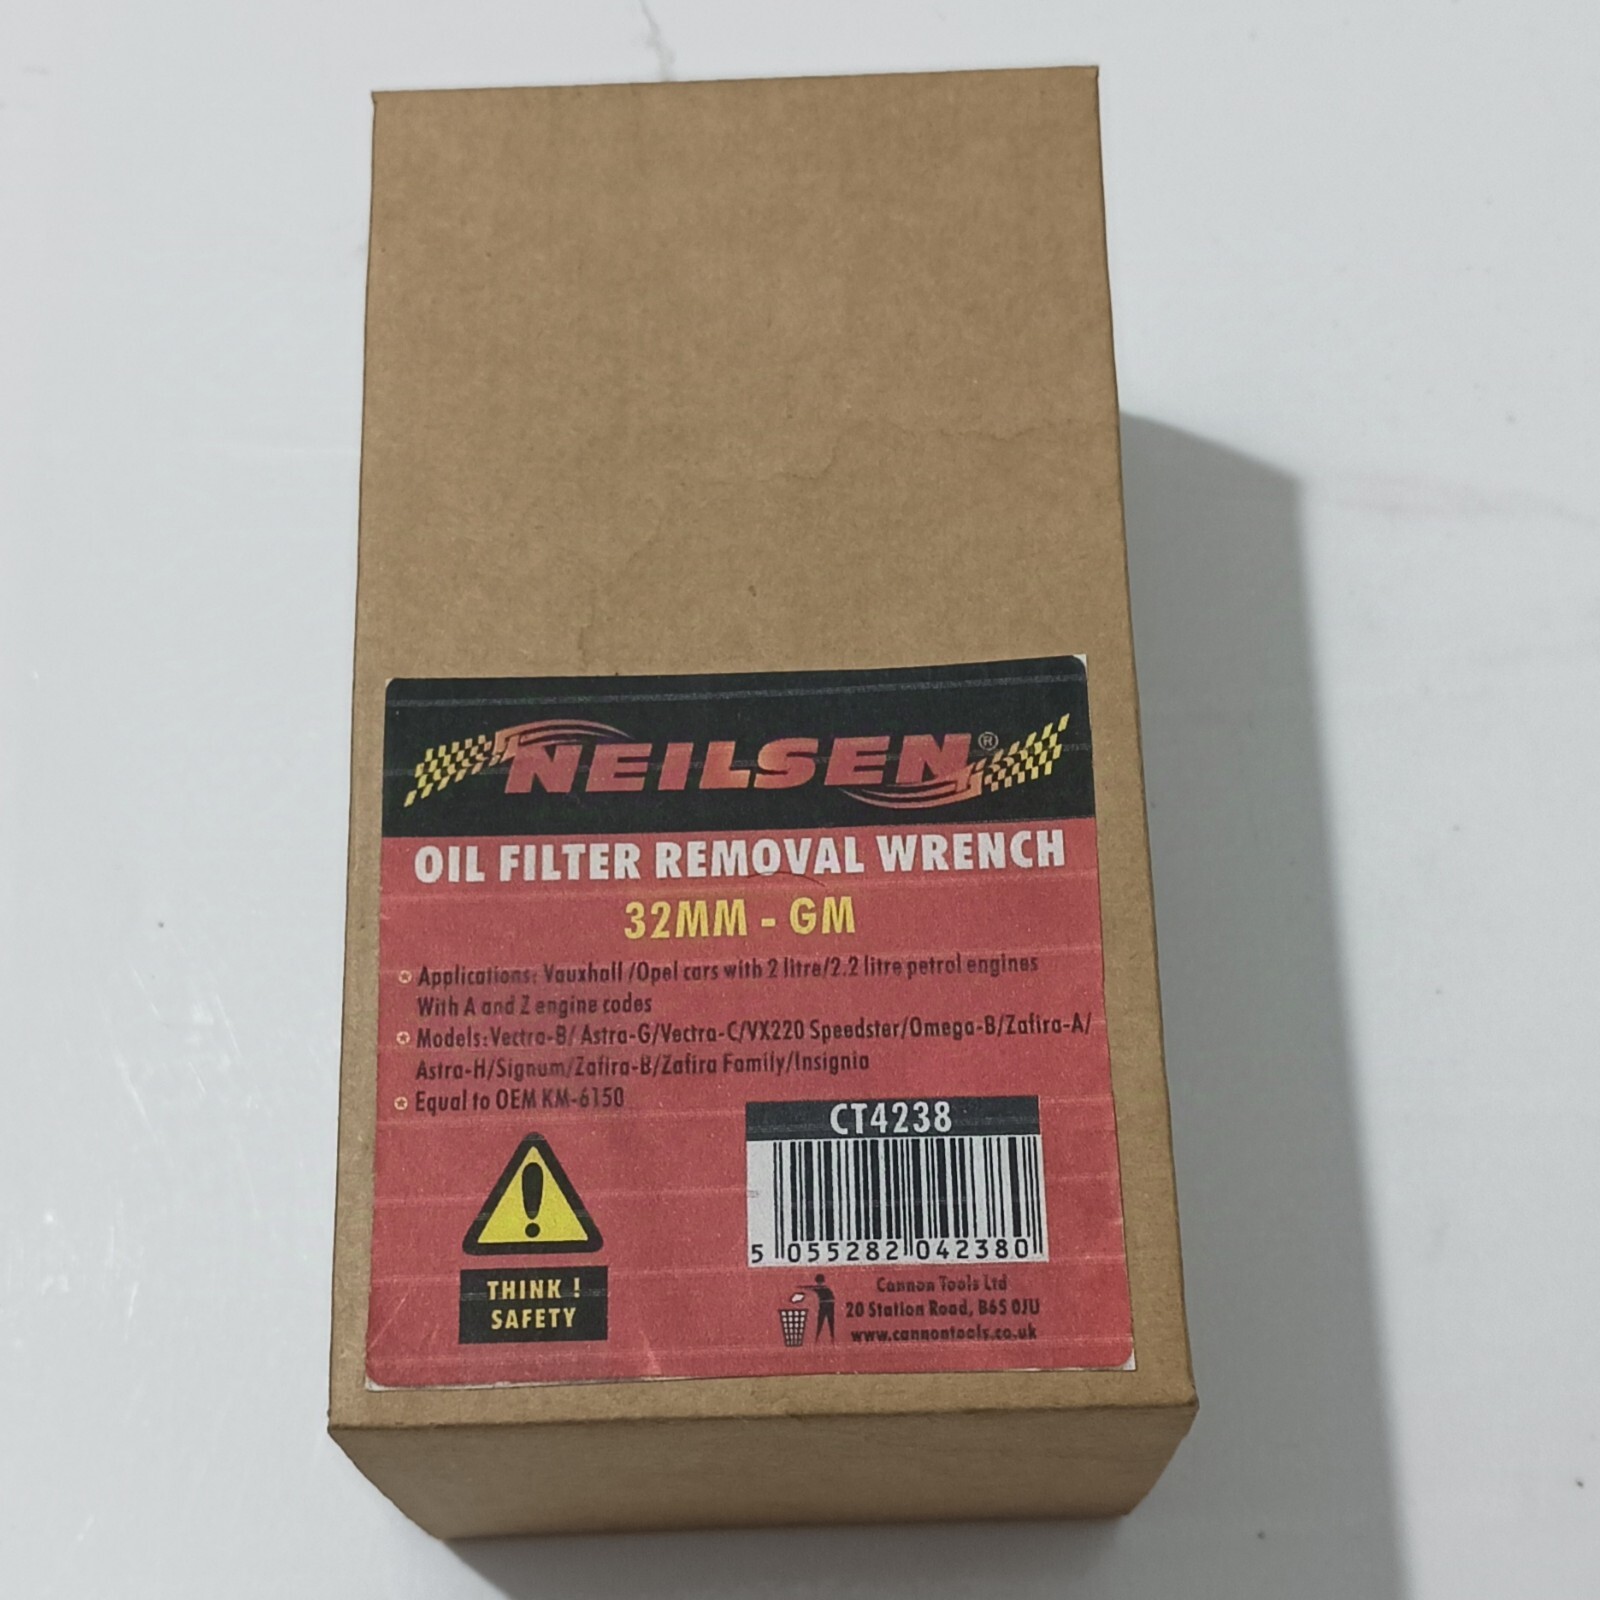 NEILSEN®
OIL FILTER REMOVAL WRENCH
32MM - GM
Applications: Vauxhall /Opel cars with 2 litre/2.2 litre petrol engines
With A and Z engine codes
Models:Vectra-B/ Astra-G/Vectra-C/VX220 Speedster/Omega-B/Zafira-A/
Astra-H/Signum/Zafira-B/Zafira Family/Insignia
Equal to OEM KM-6150
CT4238
5 055282 042380
THINK !
SAFETY
Cannon Tools Ltd
20 Station Road, B65 0JU
www.cannontools.co.uk